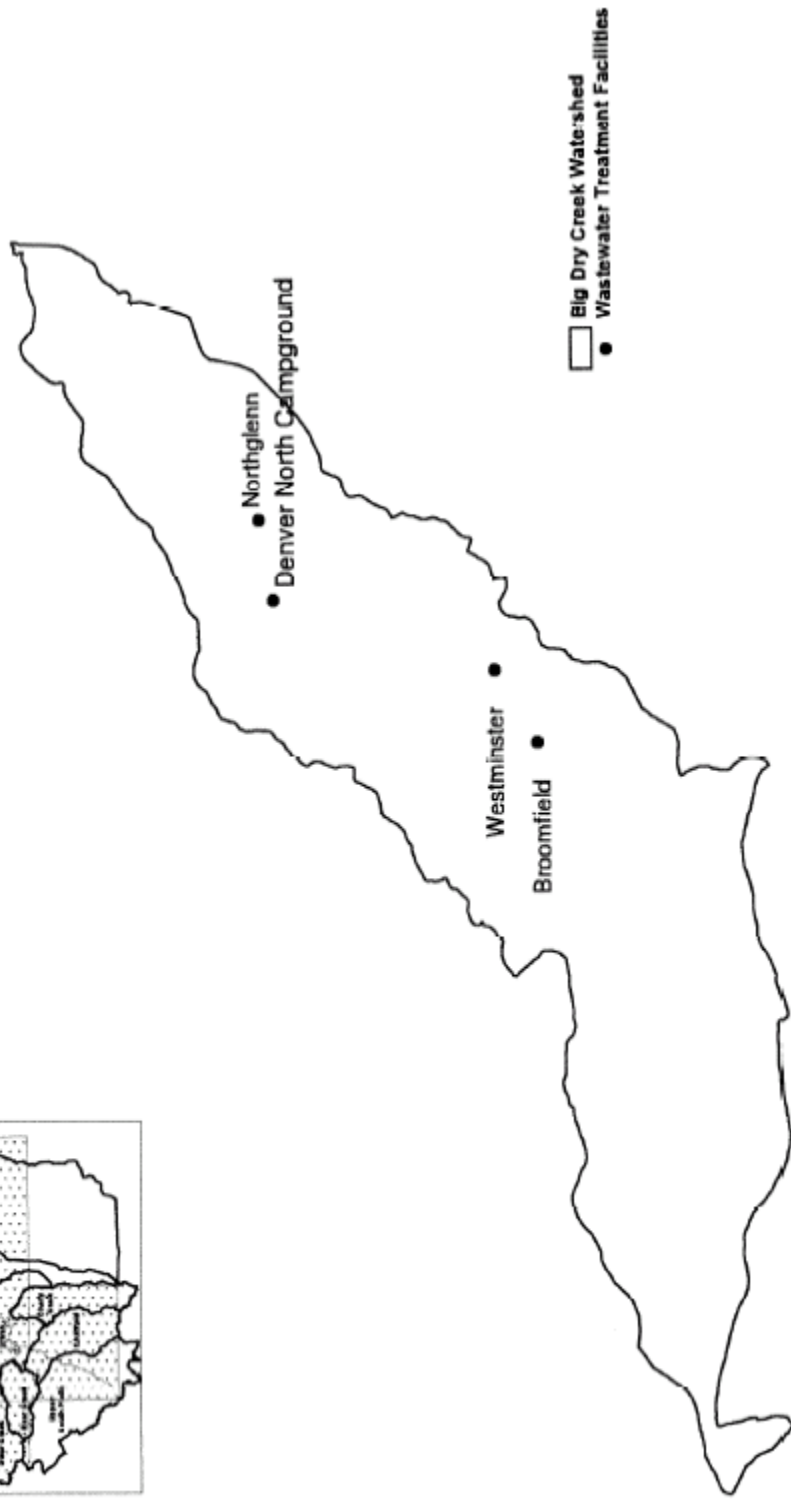 Northglenn
Denver North Campground
Westminster
Broomfield
Big Dry Creek Watershed
Wastewater Treatment Facilities